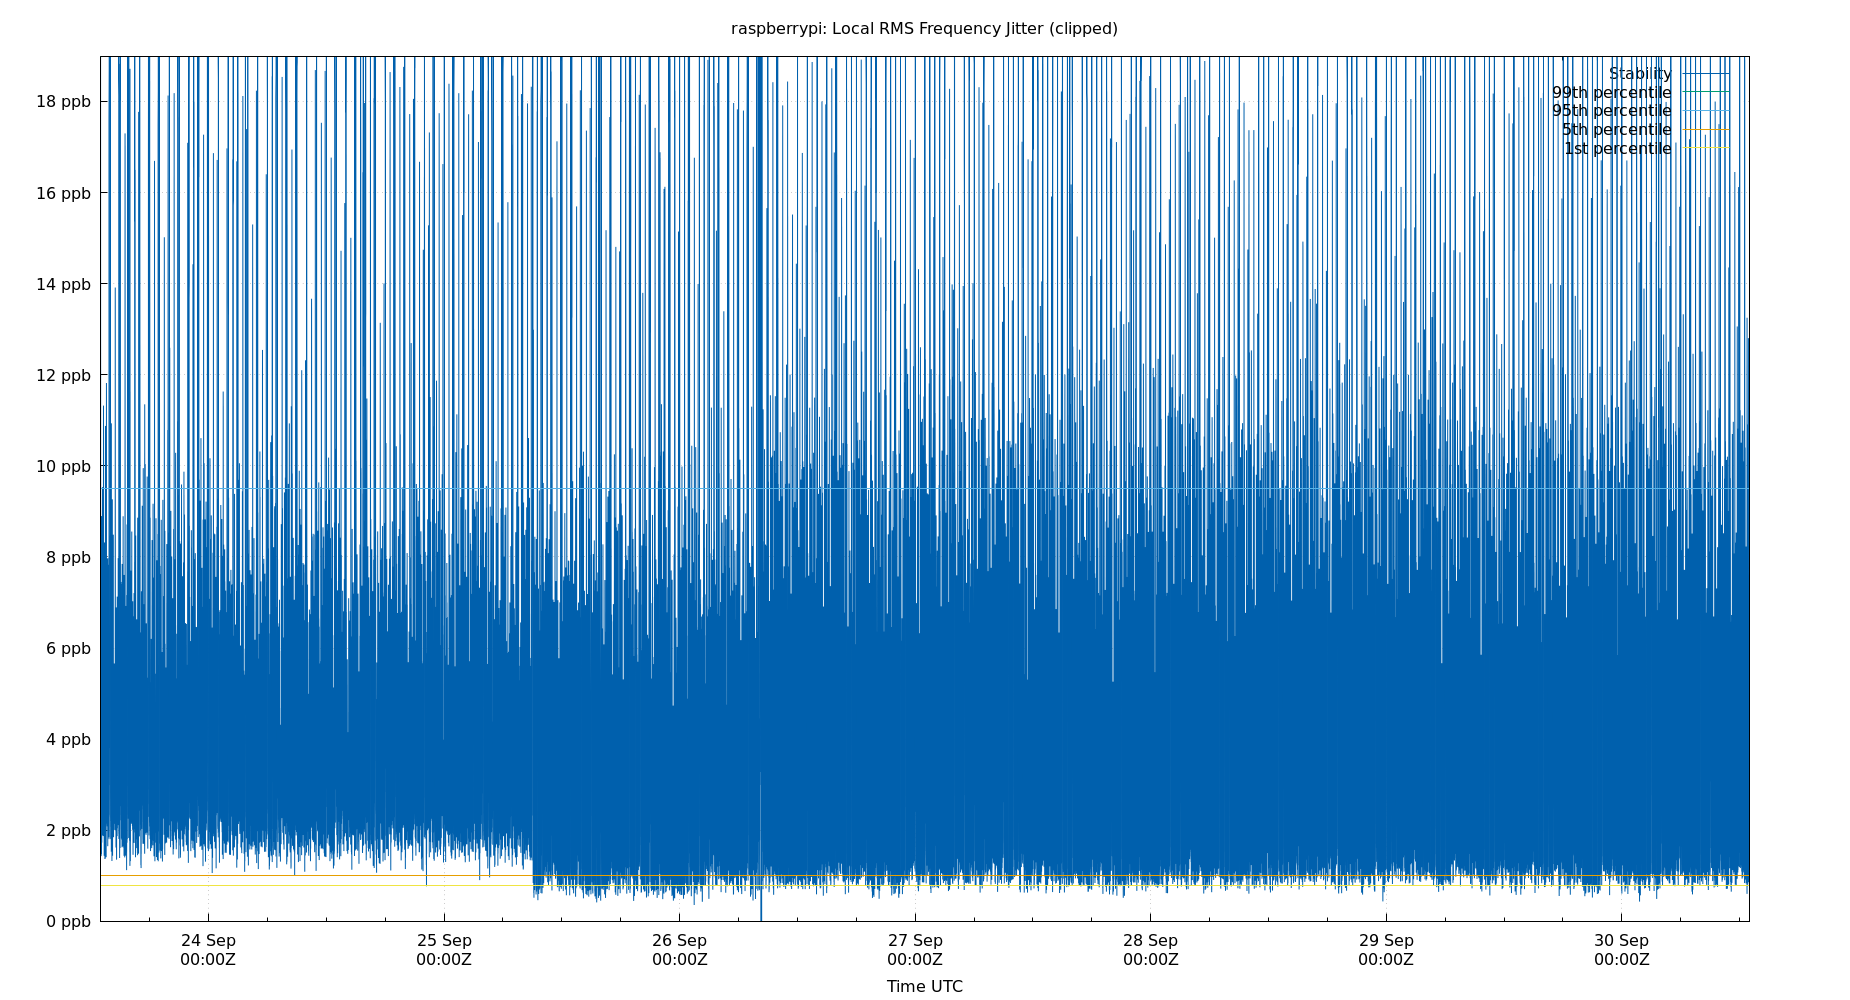 raspberrypi: Local RMS Frequency Jitter (clipped)
Stability
99th percentile
95th percentile
5th percentile
1st percentile
18 ppb
16 ppb
14 ppb
12 ppb
10 ppb
8 ppb
6 ppb
4 ppb
2 ppb
0 ppb
24 Sep 25 Sep 26 Sep 27 Sep 28 Sep 29 Sep 30 Sep
00:00Z 00:00Z 00:00Z 00:00Z 00:00Z 00:00Z 00:00Z
Time UTC